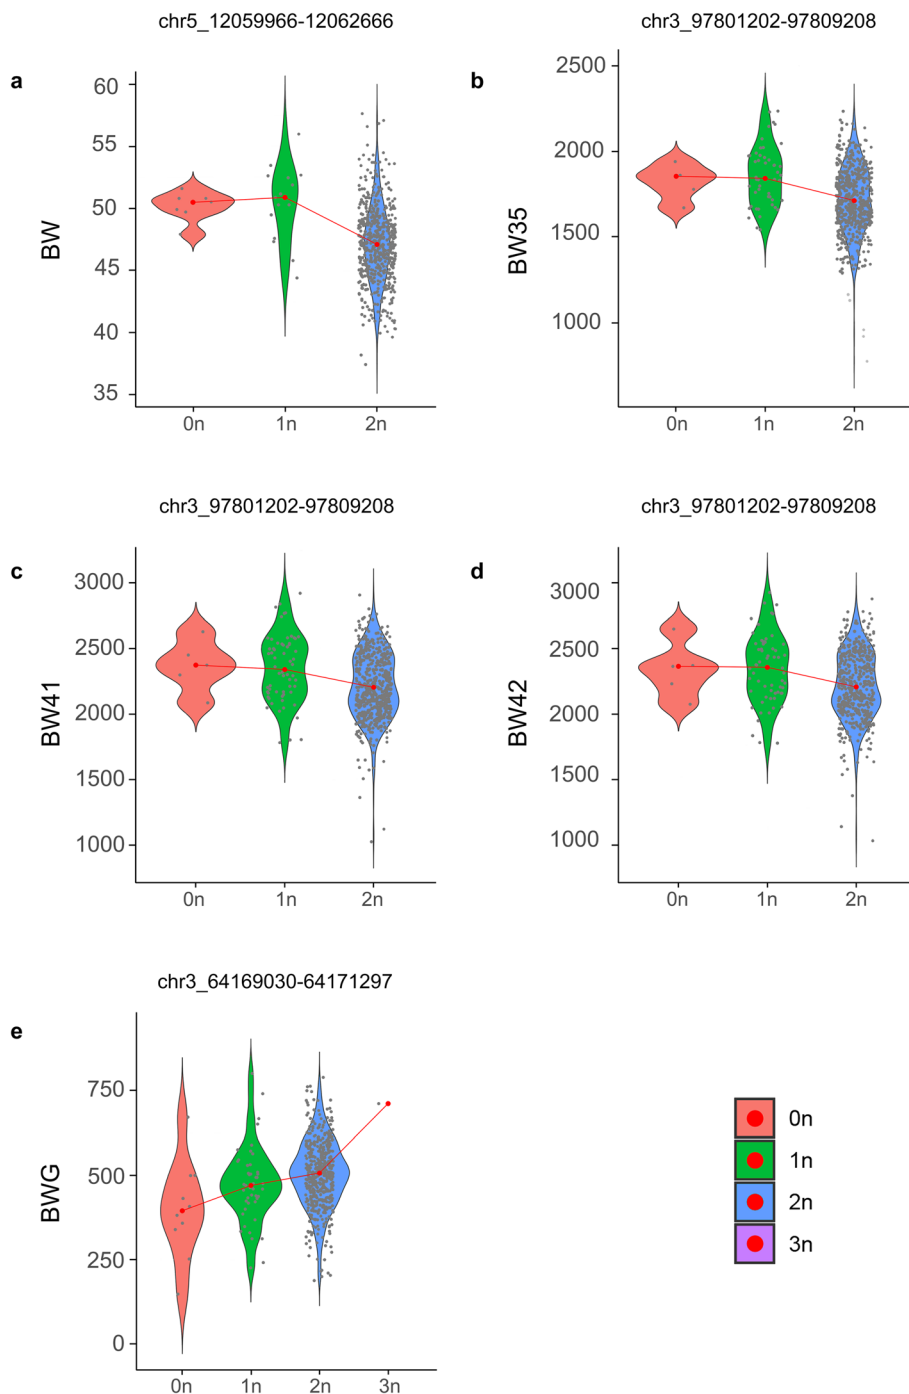 chr5_12059966-12062666
chr3_97801202-97809208
a
b
BW
60
55
50
45
40
35
0n 1n 2n
BW35
2500
2000
1500
1000
0n 1n 2n
chr3_97801202-97809208
chr3_97801202-97809208
c
d
BW41
3000
2500
2000
1500
1000
0n 1n 2n
BW42
3000
2500
2000
1500
1000
0n 1n 2n
chr3_64169030-64171297
e
BWG
750
500
250
0
0n 1n 2n 3n
0n
1n
2n
3n